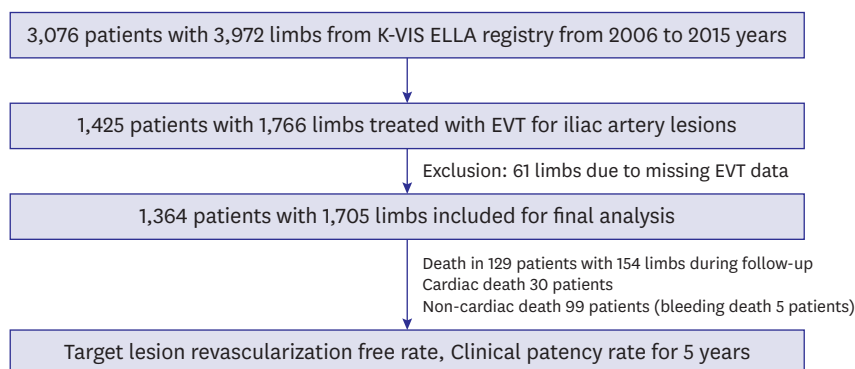 3,076 patients with 3,972 limbs from K-VIS ELLA registry from 2006 to 2015 years
1,425 patients with 1,766 limbs treated with EVT for iliac artery lesions
Exclusion: 61 limbs due to missing EVT data
1,364 patients with 1,705 limbs included for final analysis
Death in 129 patients with 154 limbs during follow-up
Cardiac death 30 patients
Non-cardiac death 99 patients (bleeding death 5 patients)
Target lesion revascularization free rate, Clinical patency rate for 5 years